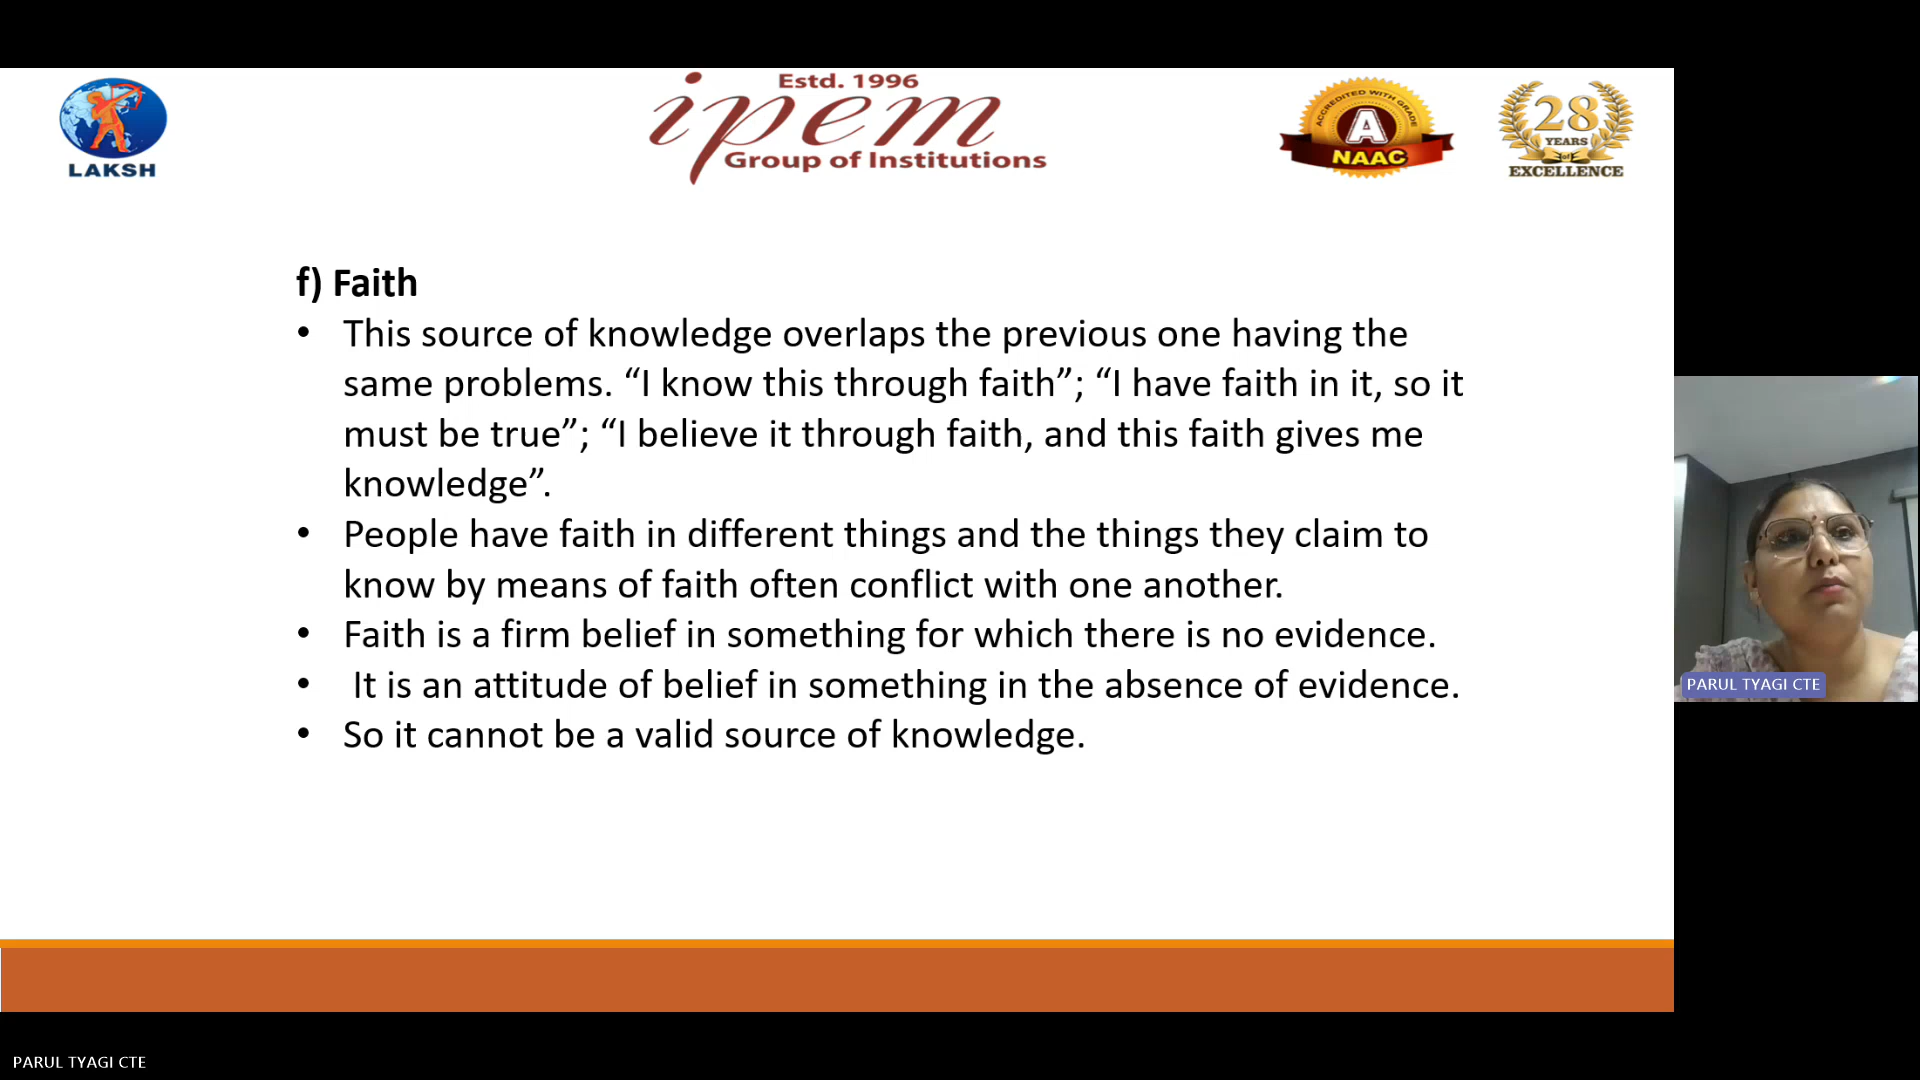 Estd. 1996
ipem
Group of Institutions
LAKSH
ACCREDITED WITH GRADE
A
NAAC
28
YEARS
of
EXCELLENCE
f) Faith
• This source of knowledge overlaps the previous one having the
same problems. “I know this through faith”; “I have faith in it, so it
must be true”; “I believe it through faith, and this faith gives me
knowledge”.
• People have faith in different things and the things they claim to
know by means of faith often conflict with one another.
• Faith is a firm belief in something for which there is no evidence.
• It is an attitude of belief in something in the absence of evidence.
• So it cannot be a valid source of knowledge.
PARUL TYAGI CTE
PARUL TYAGI CTE